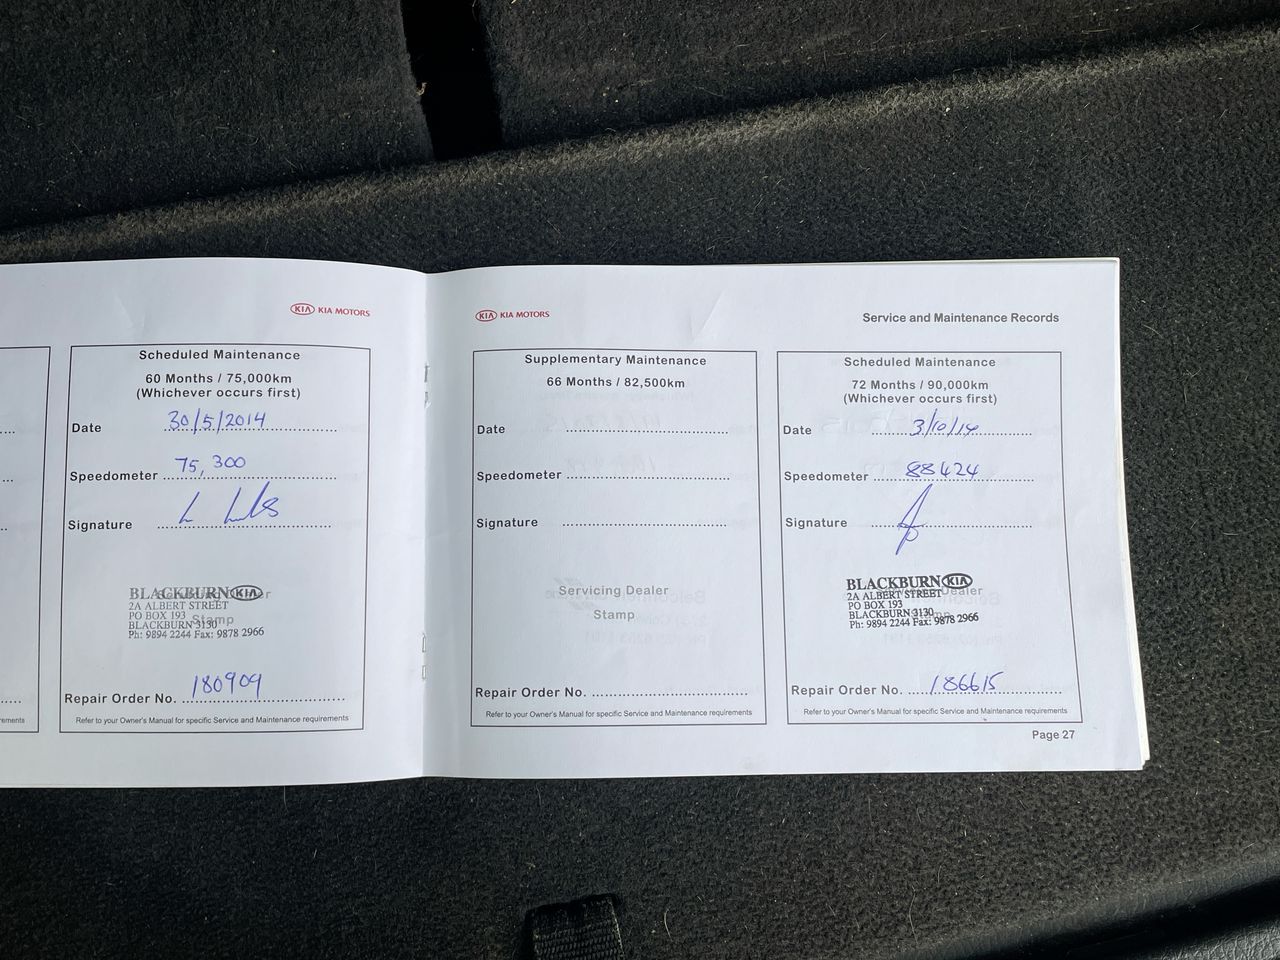 KIA KIA MOTORS
Scheduled Maintenance
60 Months / 75,000km
(Whichever occurs first)
Date 30/5/2014
Speedometer 75,300
Signature
BLACKBURN KIA
2A ALBERT STREET
PO BOX 193
BLACKBURN 3130
Ph: 9894 2244 Fax: 9878 2966
Repair Order No. 180909
Refer to your Owner's Manual for specific Service and Maintenance requirements
ements
KIA KIA MOTORS
Service and Maintenance Records
Supplementary Maintenance
66 Months / 82,500km
Date
Speedometer
Signature
Servicing Dealer
Stamp
Repair Order No.
Refer to your Owner's Manual for specific Service and Maintenance requirements
Scheduled Maintenance
72 Months / 90,000km
(Whichever occurs first)
Date 3/10/14
Speedometer 88424
Signature
BLACKBURN KIA
2A ALBERT STREET
PO BOX 193
BLACKBURN 3130
Ph: 9894 2244 Fax: 9878 2966
Repair Order No. 186615
Refer to your Owner's Manual for specific Service and Maintenance requirements
Page 27